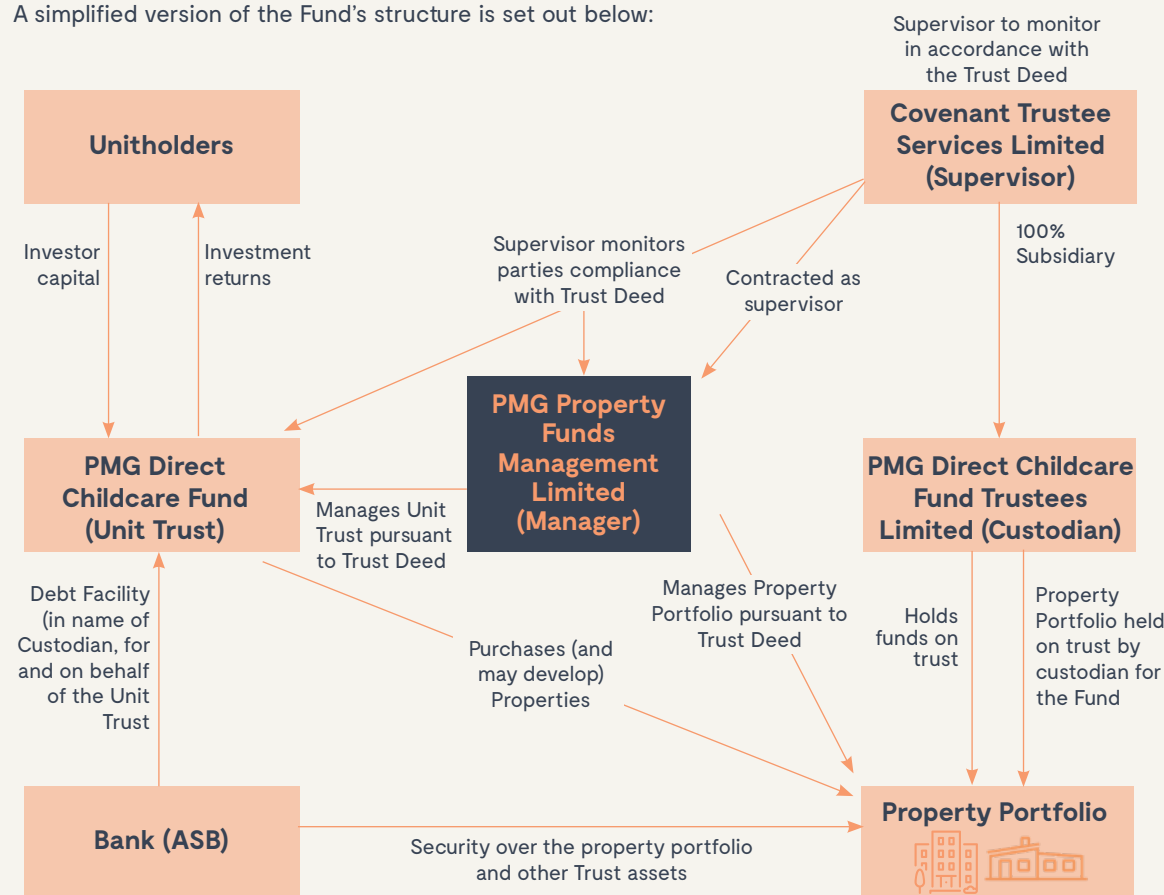 A simplified version of the Fund’s structure is set out below:
Supervisor to monitor
in accordance with
the Trust Deed
Unitholders
Covenant Trustee
Services Limited
(Supervisor)
Investor
capital
Investment
returns
Supervisor monitors
parties compliance
with Trust Deed
Contracted as
supervisor
100%
Subsidiary
PMG Direct
Childcare Fund
(Unit Trust)
Manages Unit
Trust pursuant
to Trust Deed
PMG Property
Funds
Management
Limited
(Manager)
PMG Direct Childcare
Fund Trustees
Limited (Custodian)
Debt Facility
(in name of
Custodian, for
and on behalf
of the Unit
Trust
Purchases (and
may develop)
Properties
Manages Property
Portfolio pursuant to
Trust Deed
Holds
funds on
trust
Property
Portfolio held
on trust by
custodian for
the Fund
Bank (ASB)
Security over the property portfolio
and other Trust assets
Property Portfolio